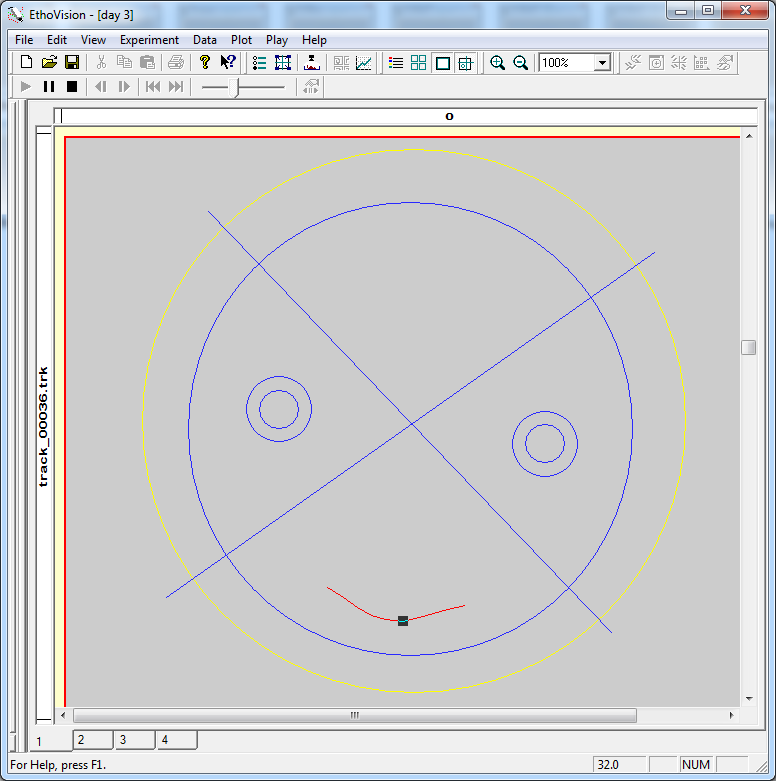 EthoVision - [day 3]
File Edit View Experiment Data Plot Play Help
100%
o
track_00036.trk
1 2 3 4
For Help, press F1. 32.0 NUM